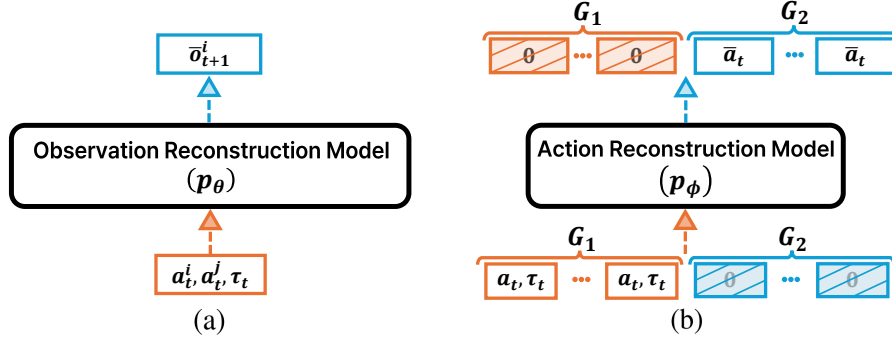 ō^i_{t+1}
Observation Reconstruction Model
(p_θ)
a^i_t, a^j_t, τ_t
(a)
G_1 G_2
0 ... 0 ā_t ... ā_t
Action Reconstruction Model
(p_ϕ)
G_1 G_2
a_t, τ_t ... a_t, τ_t 0 ... 0
(b)